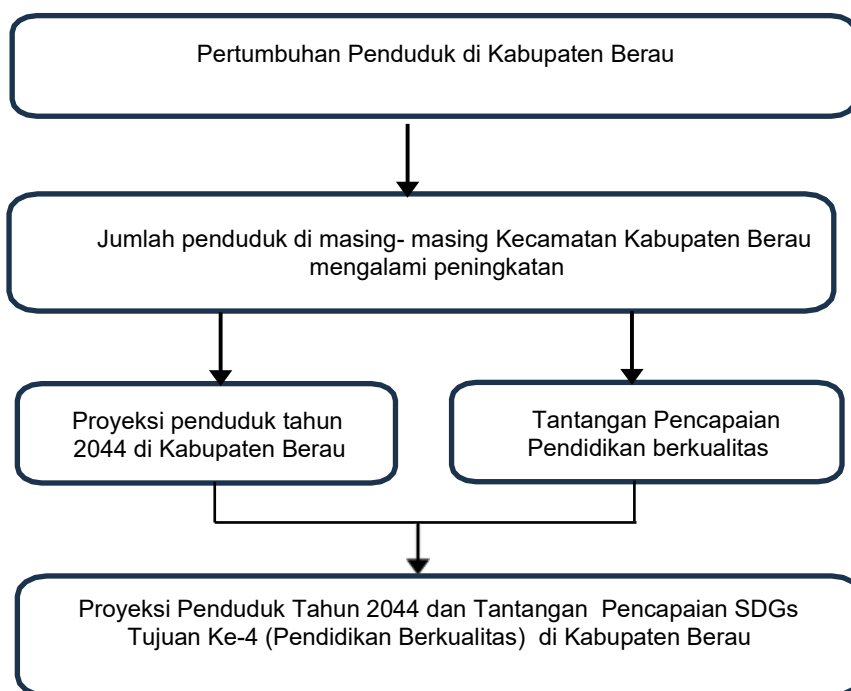 Pertumbuhan Penduduk di Kabupaten Berau
Jumlah penduduk di masing- masing Kecamatan Kabupaten Berau
mengalami peningkatan
Proyeksi penduduk tahun
2044 di Kabupaten Berau
Tantangan Pencapaian
Pendidikan berkualitas
Proyeksi Penduduk Tahun 2044 dan Tantangan Pencapaian SDGs
Tujuan Ke-4 (Pendidikan Berkualitas) di Kabupaten Berau